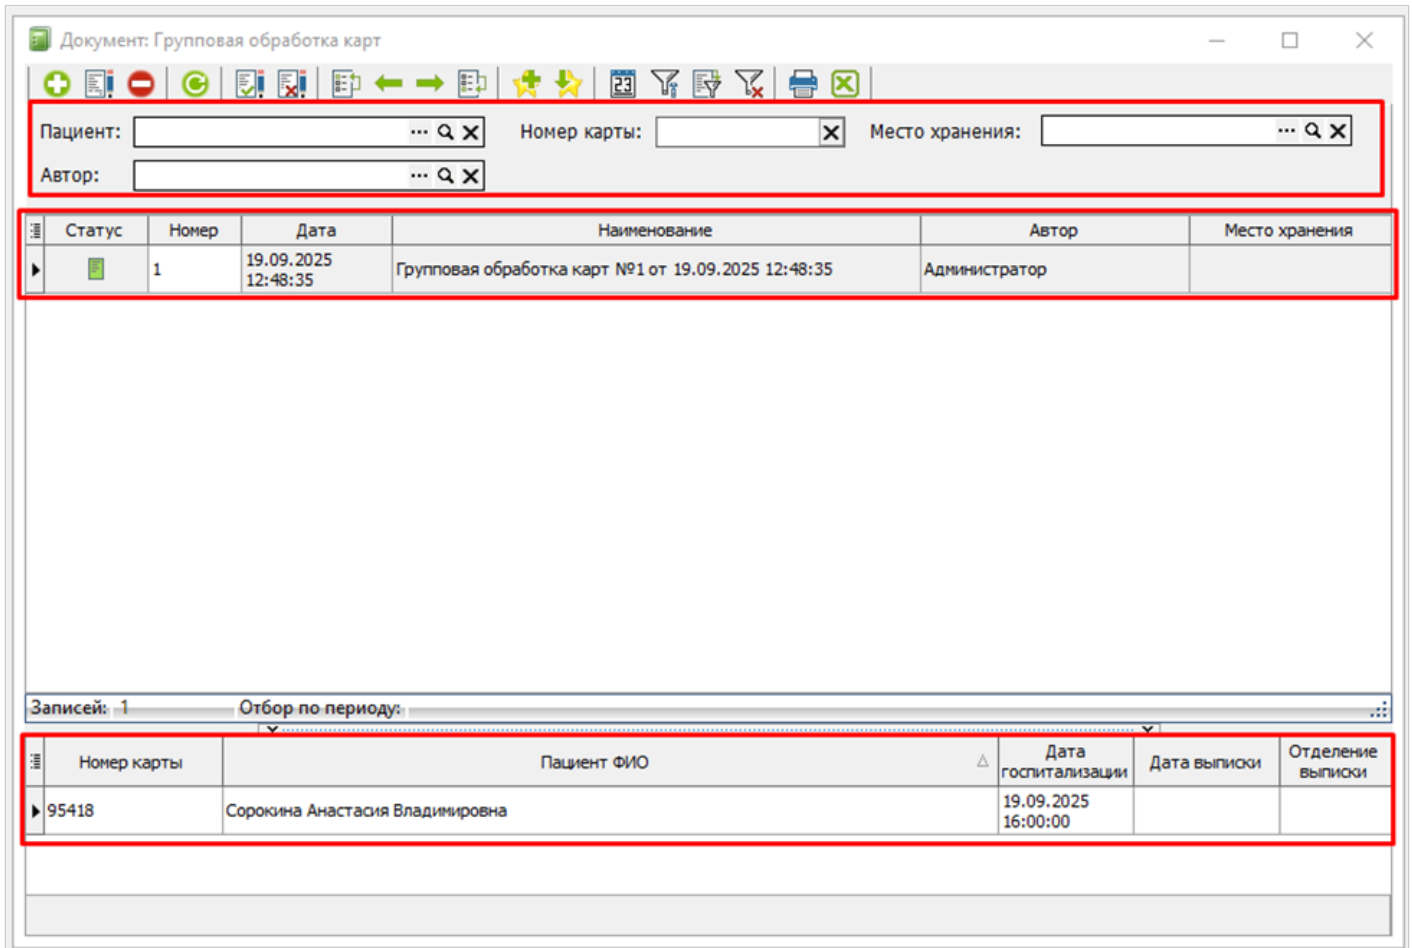 Документ: Групповая обработка карт
23
Пациент: Номер карты: Место хранения:
Автор:
Статус Номер Дата Наименование Автор Место хранения
1 19.09.2025 12:48:35 Групповая обработка карт №1 от 19.09.2025 12:48:35 Администратор
Записей: 1 Отбор по периоду:
Номер карты Пациент ФИО Дата госпитализации Дата выписки Отделение выписки
95418 Сорокина Анастасия Владимировна 19.09.2025 16:00:00